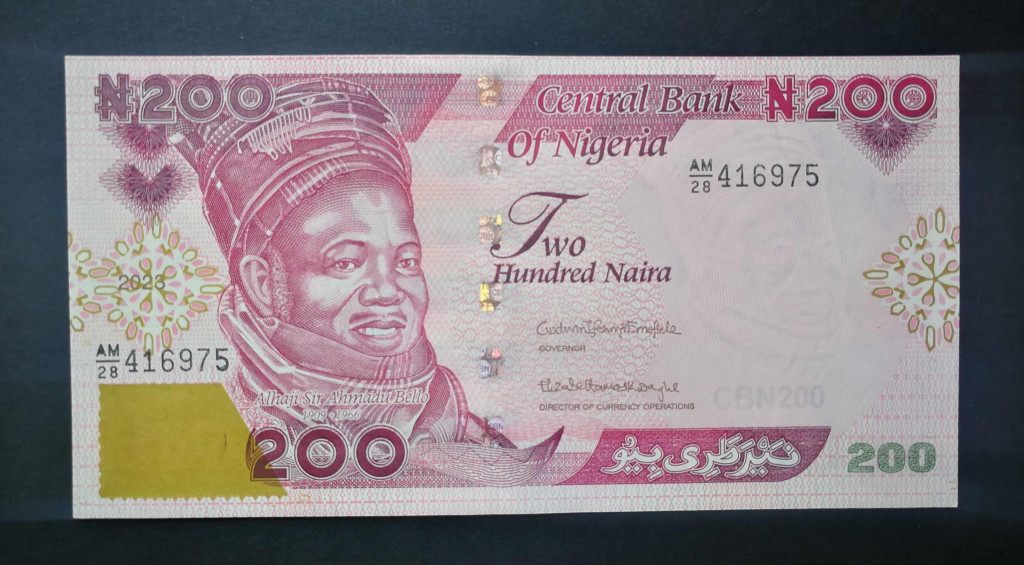 ₦200
Central Bank
Of Nigeria
₦200
AM
28 416975
Two
Hundred Naira
2023
GOVERNOR
AM
28 416975
Alhaji Sir Ahmadu Bello
1909 - 1966
DIRECTOR OF CURRENCY OPERATIONS
CBN200
200
نَيْرَ طَرِی بِيُو
200